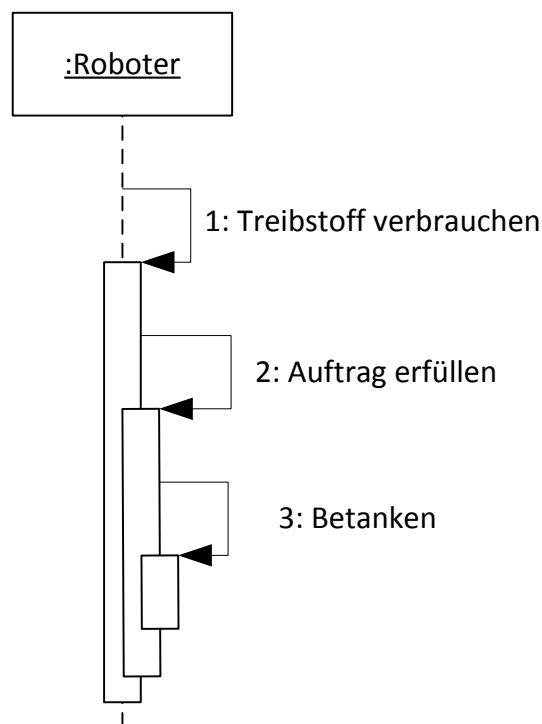 :Roboter
1: Treibstoff verbrauchen
2: Auftrag erfüllen
3: Betanken